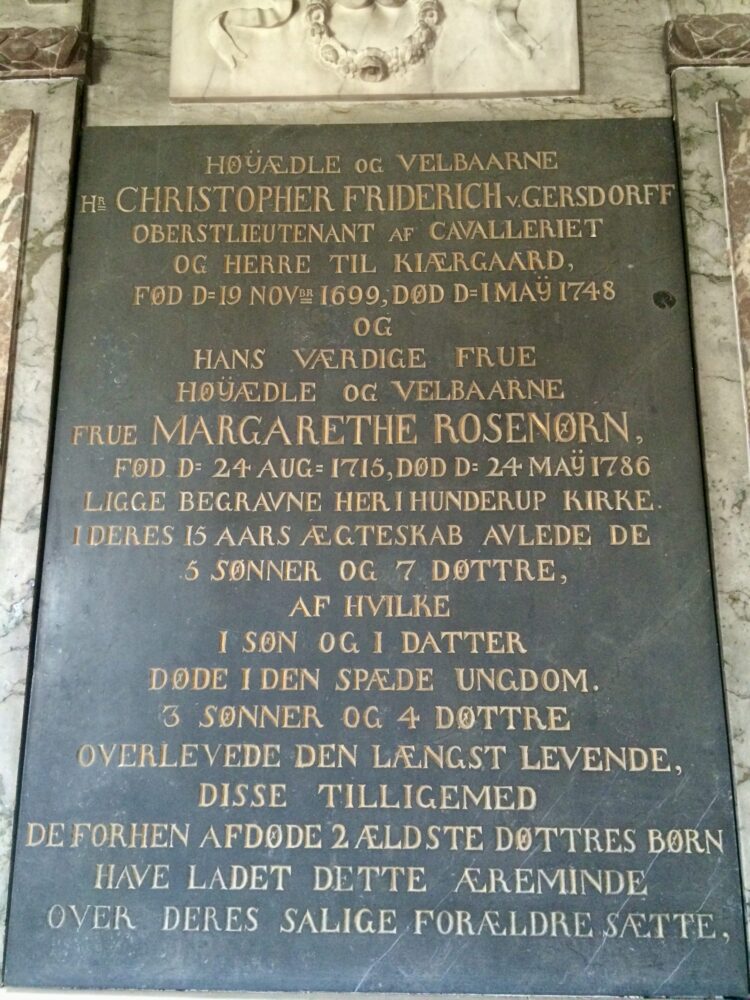 HØŸÆDLE OG VELBAARNE
HR CHRISTOPHER FRIDERICH V. GERSDORFF
OBERSTLIEUTENANT AF CAVALLERIET
OG HERRE TIL KIÆRGAARD,
FØD D= 19 NOVBR 1699, DØD D= 1 MAŸ 1748
OG
HANS VÆRDIGE FRUE
HØŸÆDLE OG VELBAARNE
FRUE MARGARETHE ROSENØRN,
FØD D= 24 AUG= 1715, DØD D= 24 MAŸ 1786
LIGGE BEGRAVNE HER I HUNDERUP KIRKE.
I DERES 15 AARS ÆGTESKAB AVLEDE DE
5 SØNNER OG 7 DØTTRE,
AF HVILKE
1 SØN OG 1 DATTER
DØDE I DEN SPÆDE UNGDOM.
3 SØNNER OG 4 DØTTRE
OVERLEVEDE DEN LÆNGST LEVENDE,
DISSE TILLIGEMED
DE FORHEN AFDØDE 2 ÆLDSTE DØTTRES BØRN
HAVE LADET DETTE ÆREMINDE
OVER DERES SALIGE FORÆLDRE SÆTTE,